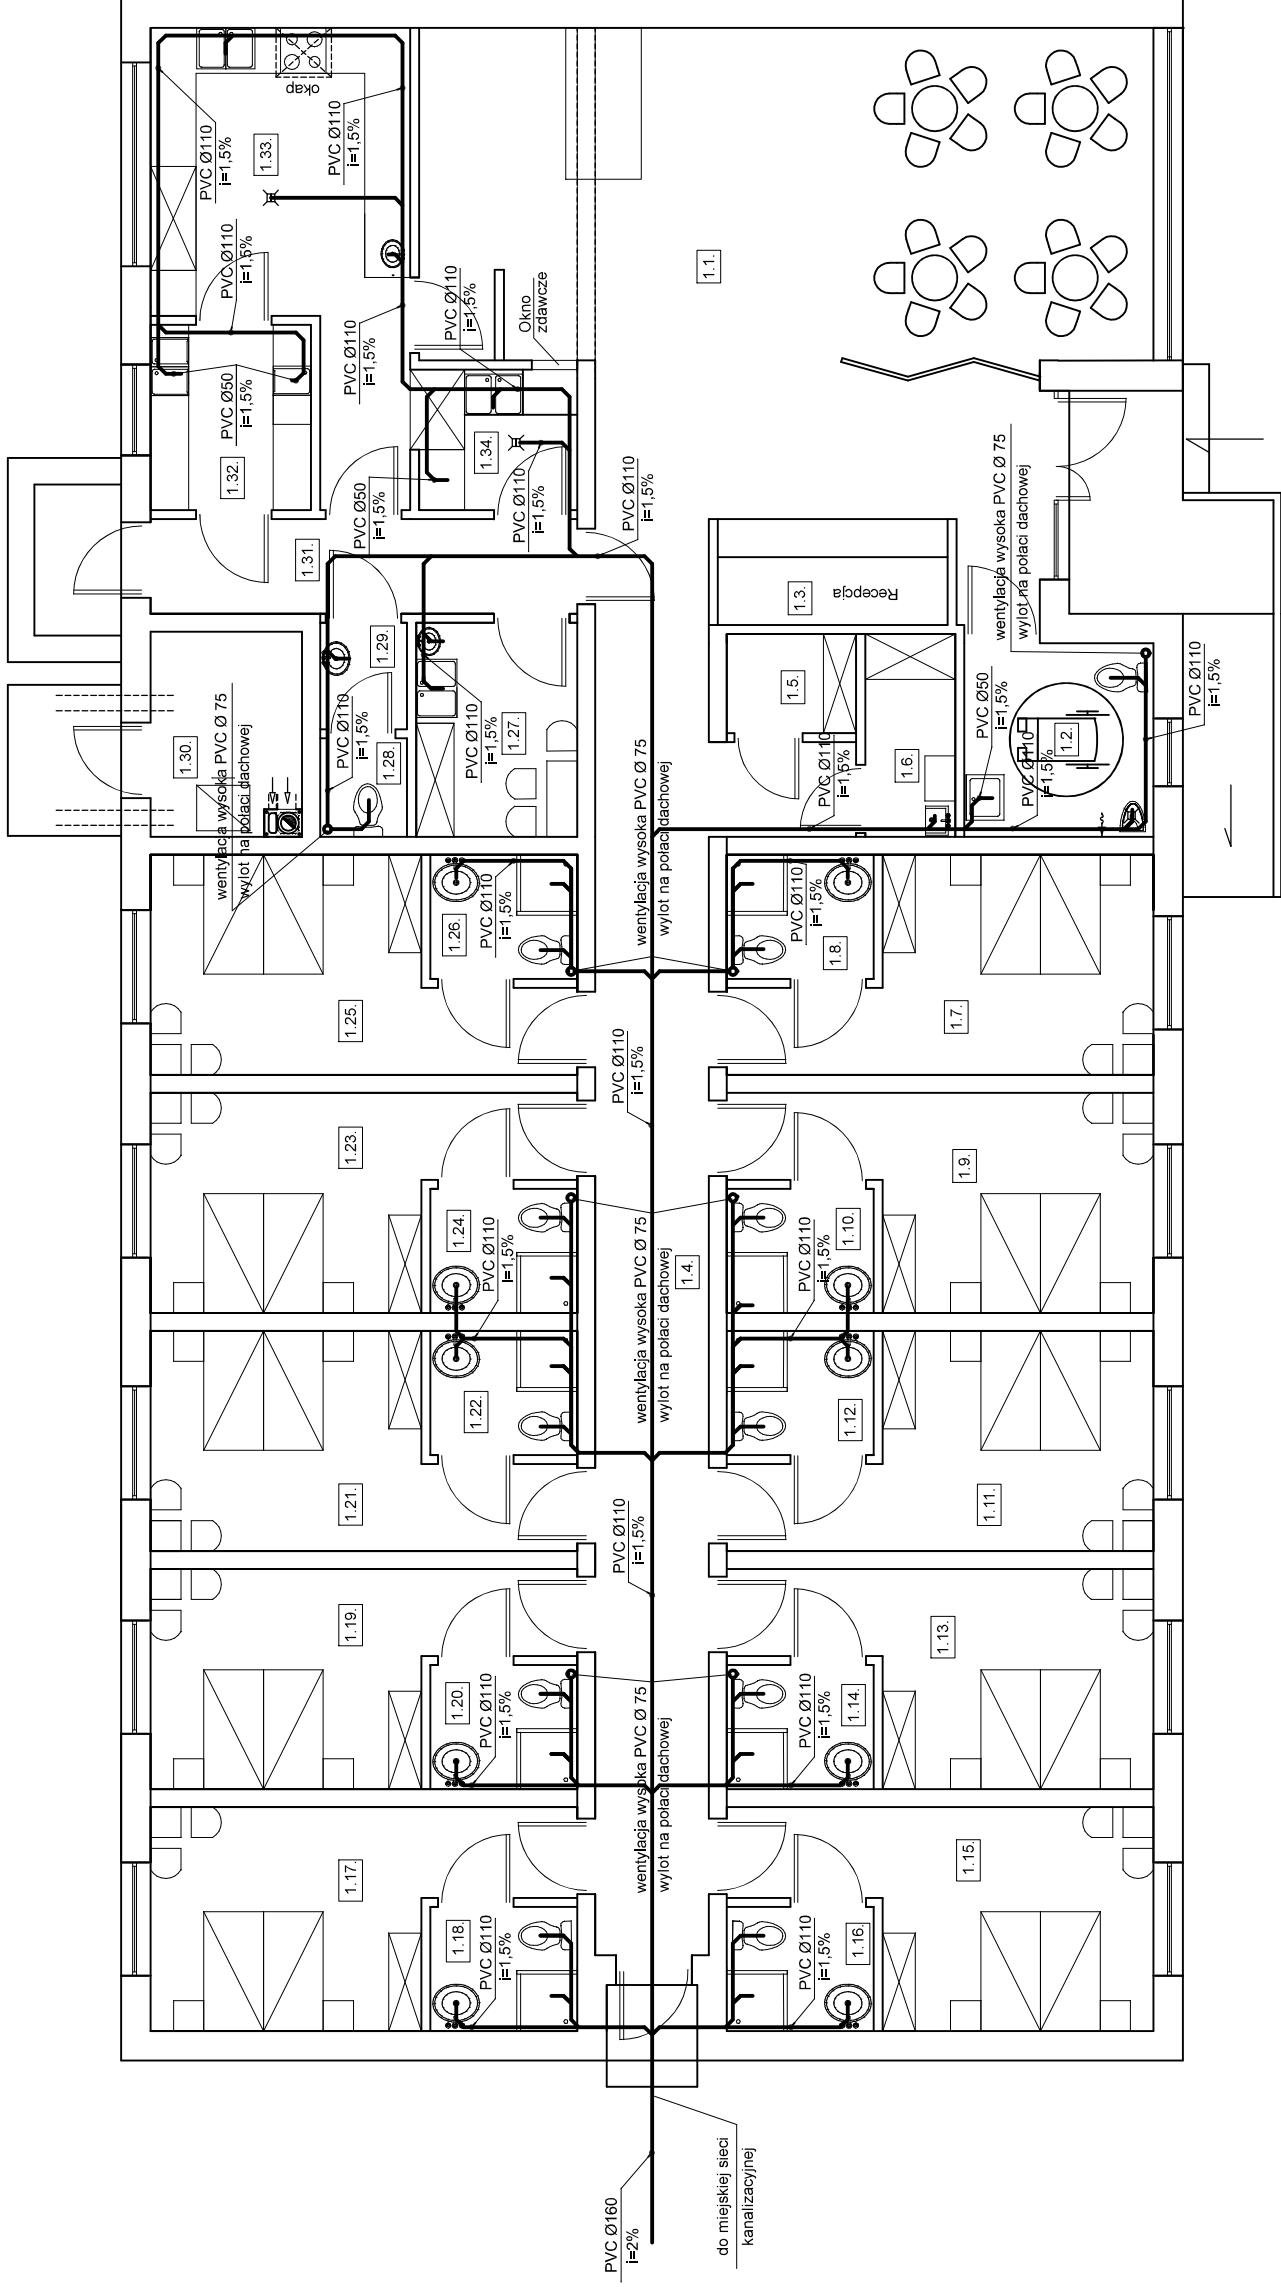 PVC Ø110
i=1,5%
1.33.
okap
PVC Ø110
i=1,5%
PVC Ø110
i=1,5%
PVC Ø50
i=1,5%
1.32.
PVC Ø110
i=1,5%
PVC Ø110
i=1,5%
Okno
zdawcze
1.1.
1.34.
PVC Ø50
i=1,5%
PVC Ø110
i=1,5%
PVC Ø110
i=1,5%
1.31.
1.3.
Recepcja
wentylacja wysoka PVC Ø 75
wylot na połaci dachowej
1.30.
wentylacja wysoka PVC Ø 75
wylot na połaci dachowej
1.29.
PVC Ø110
i=1,5%
1.28.
PVC Ø110
i=1,5%
1.27.
wentylacja wysoka PVC Ø 75
wylot na połaci dachowej
1.5.
PVC Ø110
i=1,5%
1.6.
PVC Ø50
i=1,5%
PVC Ø110
i=1,5%
1.2.
PVC Ø110
i=1,5%
1.26.
PVC Ø110
i=1,5%
PVC Ø110
i=1,5%
1.8.
1.25.
1.7.
PVC Ø110
i=1,5%
1.23.
1.9.
1.24.
PVC Ø110
i=1,5%
wentylacja wysoka PVC Ø 75
wylot na połaci dachowej
1.4.
PVC Ø110
i=1,5%
1.10.
1.22.
1.12.
1.21.
1.11.
PVC Ø110
i=1,5%
1.19.
1.13.
1.20.
PVC Ø110
i=1,5%
wentylacja wysoka PVC Ø 75
wylot na połaci dachowej
PVC Ø110
i=1,5%
1.14.
1.17.
1.15.
1.18.
PVC Ø110
i=1,5%
PVC Ø110
i=1,5%
1.16.
PVC Ø160
i=2%
do miejskiej sieci
kanalizacyjnej